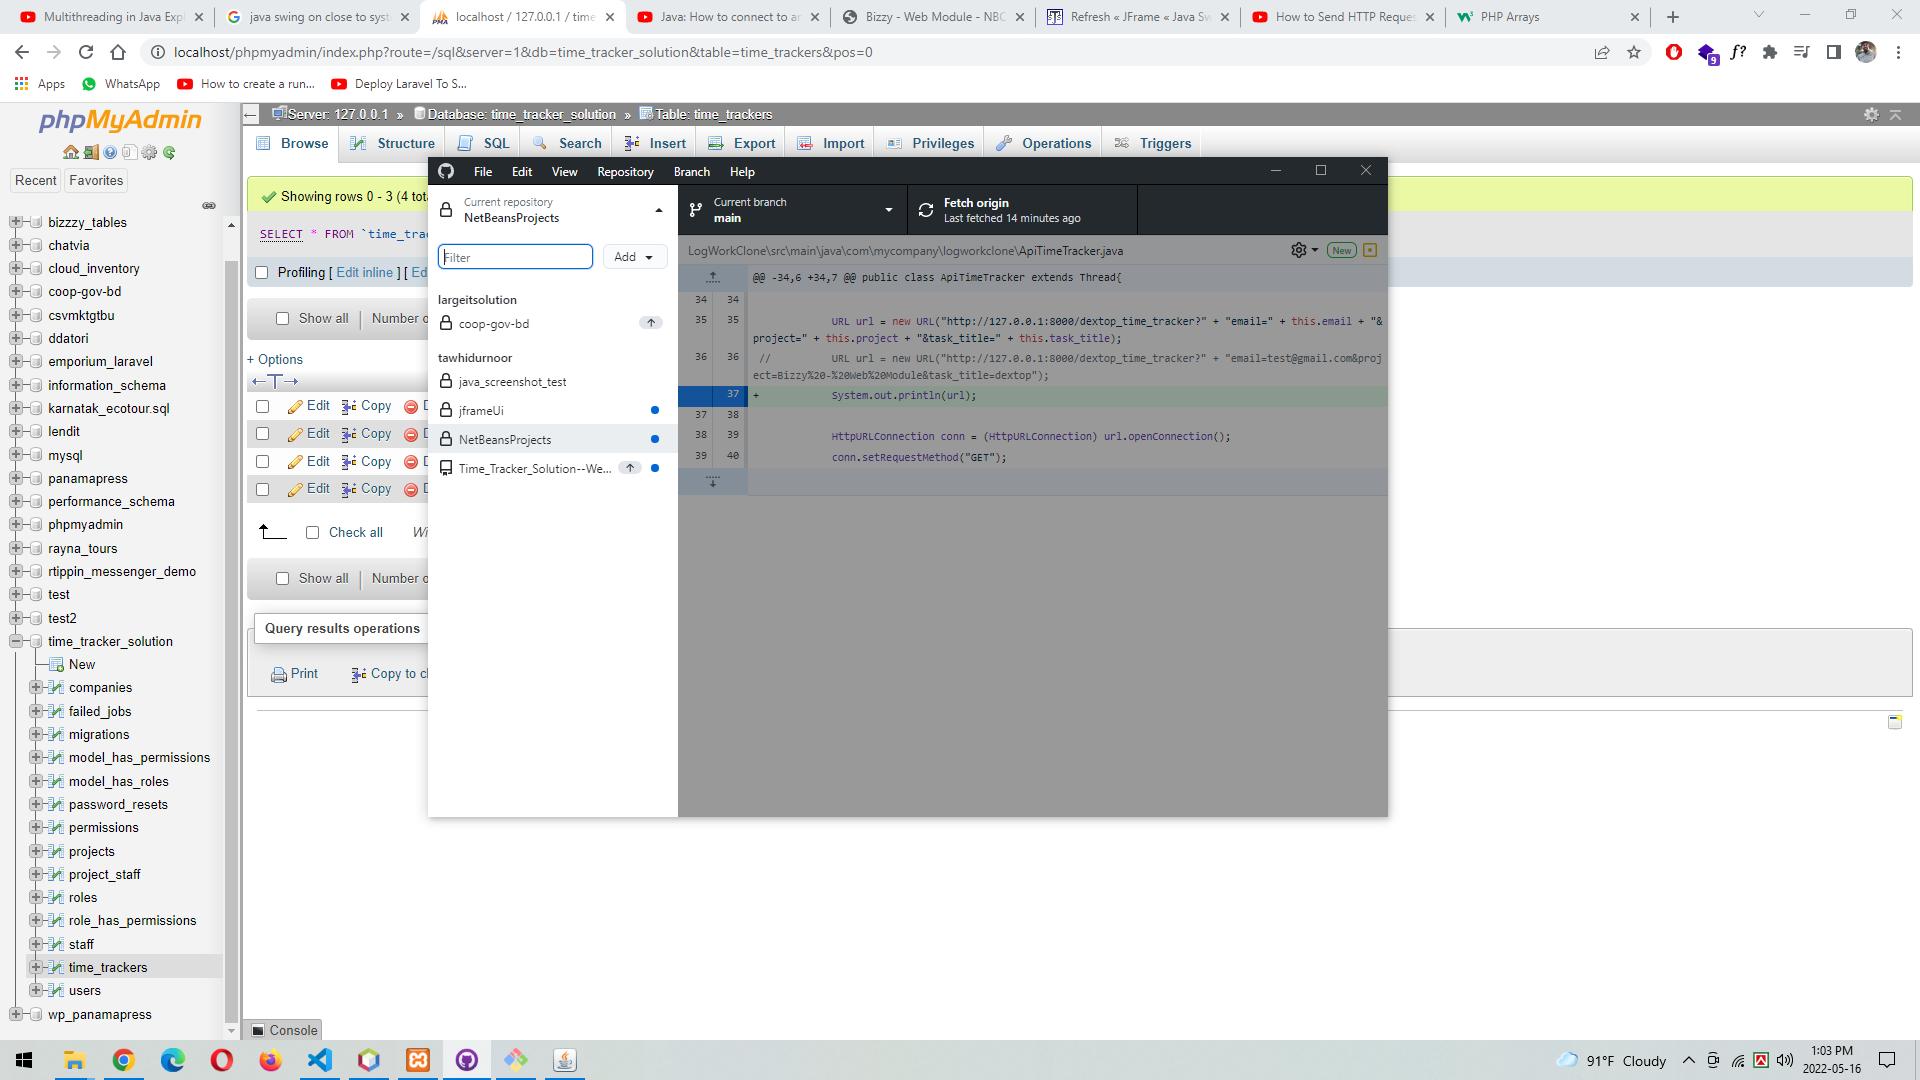 Multithreading in Java Expl
java swing on close to syst
localhost / 127.0.0.1 / time
Java: How to connect to an
Bizzy - Web Module - NBC
Refresh « JFrame « Java Sw
How to Send HTTP Reques
PHP Arrays
localhost/phpmyadmin/index.php?route=/sql&server=1&db=time_tracker_solution&table=time_trackers&pos=0
9
f?
Apps
WhatsApp
How to create a run...
Deploy Laravel To S...
phpMyAdmin
Recent
Favorites
bizzzy_tables
chatvia
cloud_inventory
coop-gov-bd
csvmktgtbu
ddatori
emporium_laravel
information_schema
karnatak_ecotour.sql
lendit
mysql
panamapress
performance_schema
phpmyadmin
rayna_tours
rtippin_messenger_demo
test
test2
time_tracker_solution
New
companies
failed_jobs
migrations
model_has_permissions
model_has_roles
password_resets
permissions
projects
project_staff
roles
role_has_permissions
staff
time_trackers
users
wp_panamapress
Server: 127.0.0.1 » Database: time_tracker_solution » Table: time_trackers
Browse
Structure
SQL
Search
Insert
Export
Import
Privileges
Operations
Triggers
Showing rows 0 - 3 (4 tota
SELECT * FROM `time_trac
Profiling [ Edit inline ] [ Ed
Show all
Number o
+ Options
Edit Copy D
Edit Copy D
Edit Copy D
Edit Copy D
Check all
Wi
Show all
Number o
Query results operations
Print
Copy to cl
Console
File
Edit
View
Repository
Branch
Help
Current repository
NetBeansProjects
Current branch
main
Fetch origin
Last fetched 14 minutes ago
Filter
Add
largeitsolution
coop-gov-bd
tawhidurnoor
java_screenshot_test
jframeUi
NetBeansProjects
Time_Tracker_Solution--We...
LogWorkClone\src\main\java\com\mycompany\logworkclone\ApiTimeTracker.java
New
@@ -34,6 +34,7 @@ public class ApiTimeTracker extends Thread{
34 34
35 35 URL url = new URL("http://127.0.0.1:8000/dextop_time_tracker?" + "email=" + this.email + "&
project=" + this.project + "&task_title=" + this.task_title);
36 36 // URL url = new URL("http://127.0.0.1:8000/dextop_time_tracker?" + "email=test@gmail.com&proj
ect=Bizzy%20-%20Web%20Module&task_title=dextop");
37 + System.out.println(url);
37 38
38 39 HttpURLConnection conn = (HttpURLConnection) url.openConnection();
39 40 conn.setRequestMethod("GET");
91°F Cloudy
1:03 PM
2022-05-16